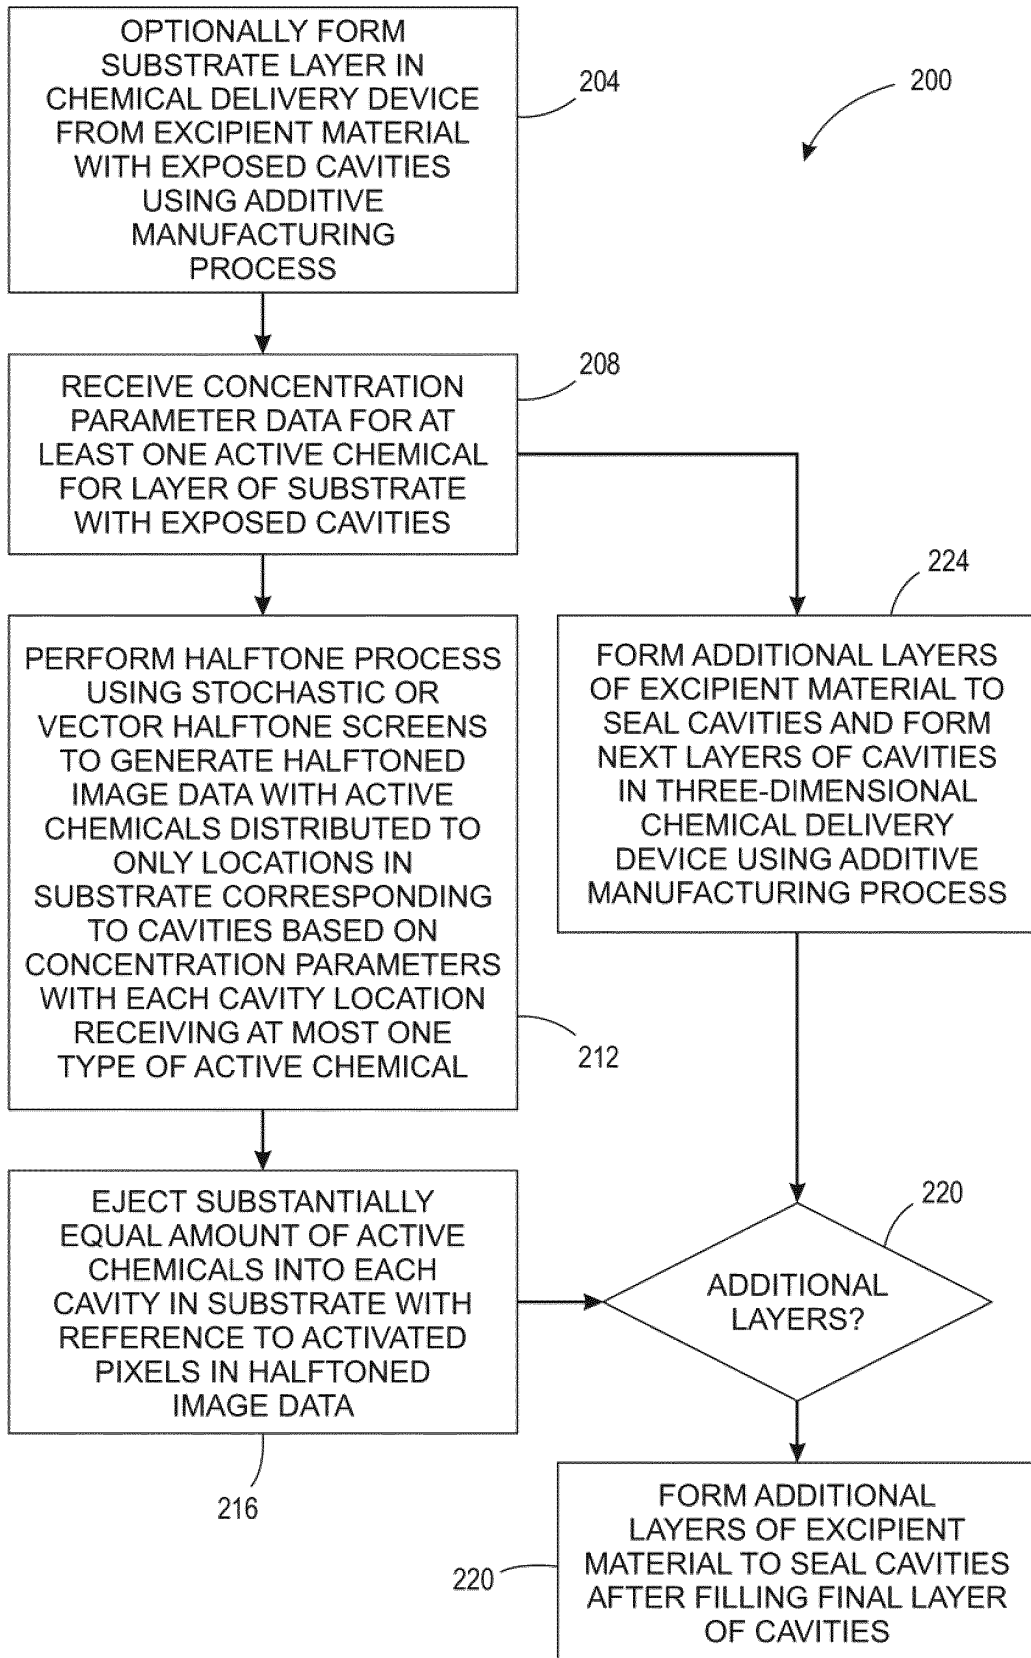 OPTIONALLY FORM
SUBSTRATE LAYER IN
CHEMICAL DELIVERY DEVICE
FROM EXCIPIENT MATERIAL
WITH EXPOSED CAVITIES
USING ADDITIVE
MANUFACTURING
PROCESS
204
200
RECEIVE CONCENTRATION
PARAMETER DATA FOR AT
LEAST ONE ACTIVE CHEMICAL
FOR LAYER OF SUBSTRATE
WITH EXPOSED CAVITIES
208
PERFORM HALFTONE PROCESS
USING STOCHASTIC OR
VECTOR HALFTONE SCREENS
TO GENERATE HALFTONED
IMAGE DATA WITH ACTIVE
CHEMICALS DISTRIBUTED TO
ONLY LOCATIONS IN
SUBSTRATE CORRESPONDING
TO CAVITIES BASED ON
CONCENTRATION PARAMETERS
WITH EACH CAVITY LOCATION
RECEIVING AT MOST ONE
TYPE OF ACTIVE CHEMICAL
212
224
FORM ADDITIONAL LAYERS
OF EXCIPIENT MATERIAL TO
SEAL CAVITIES AND FORM
NEXT LAYERS OF CAVITIES
IN THREE-DIMENSIONAL
CHEMICAL DELIVERY
DEVICE USING ADDITIVE
MANUFACTURING PROCESS
EJECT SUBSTANTIALLY
EQUAL AMOUNT OF ACTIVE
CHEMICALS INTO EACH
CAVITY IN SUBSTRATE WITH
REFERENCE TO ACTIVATED
PIXELS IN HALFTONED
IMAGE DATA
216
220
ADDITIONAL
LAYERS?
FORM ADDITIONAL
LAYERS OF EXCIPIENT
MATERIAL TO SEAL CAVITIES
AFTER FILLING FINAL LAYER
OF CAVITIES
220